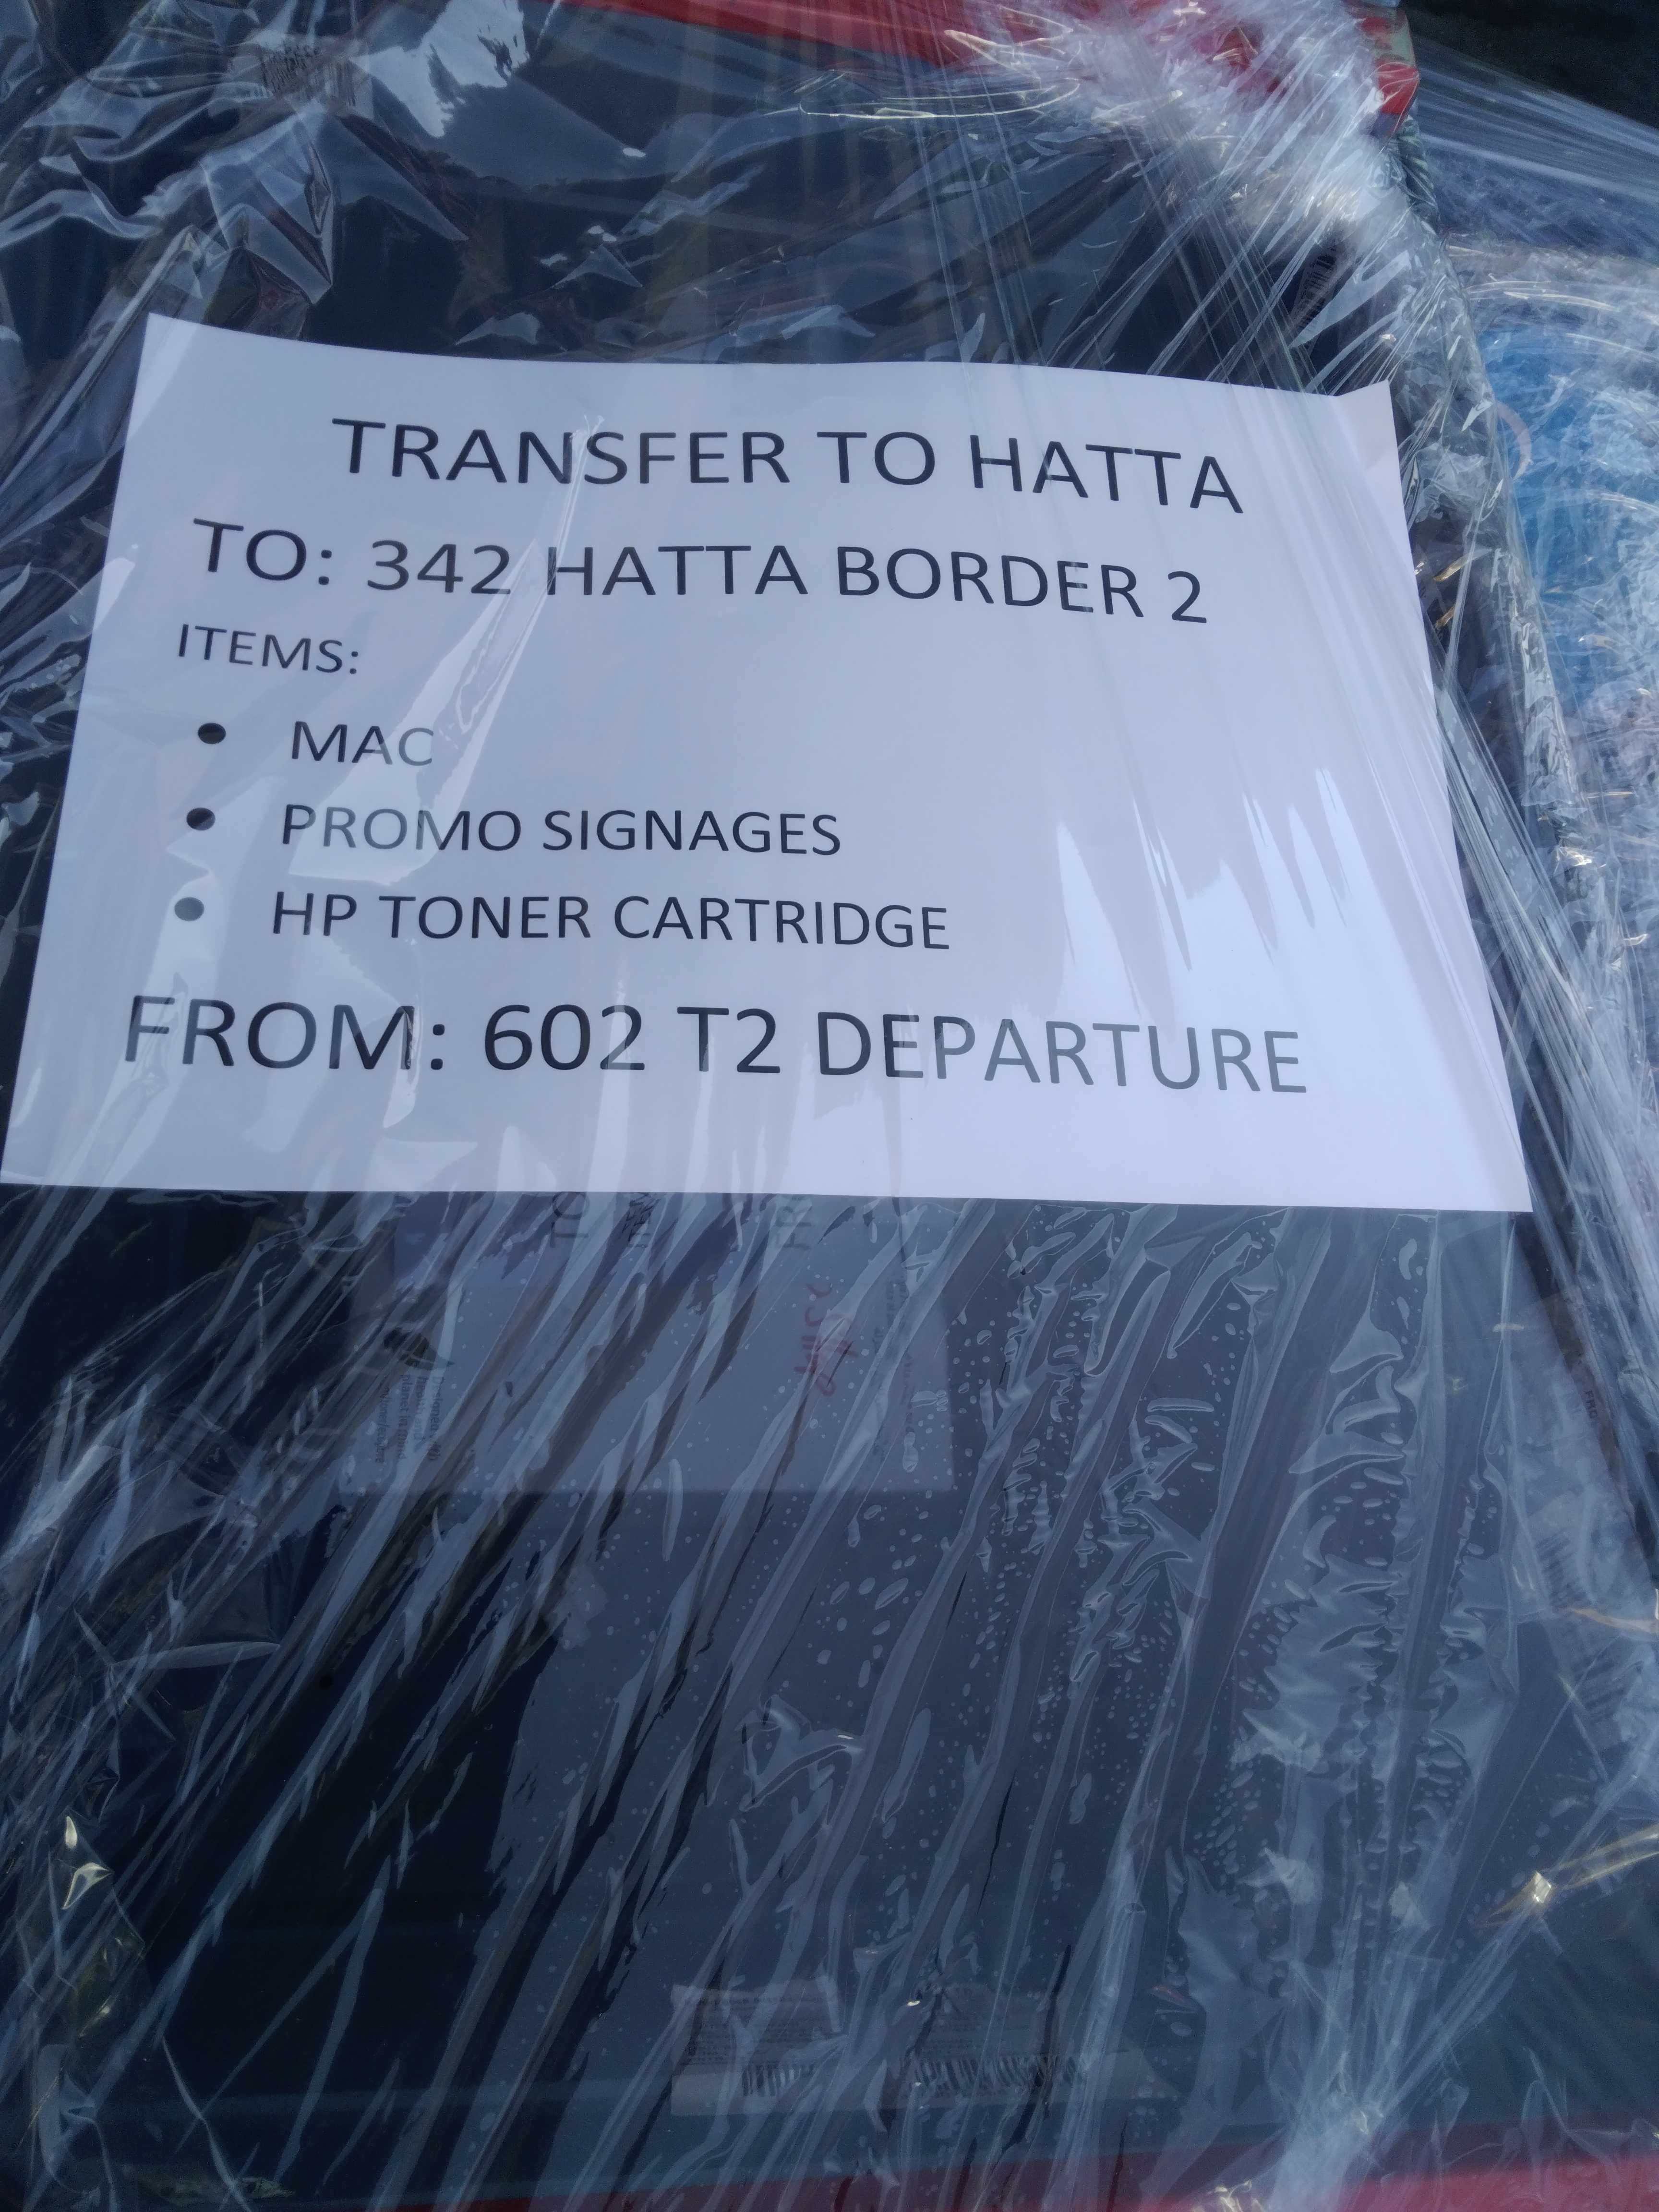 TRANSFER TO HATTA
TO: 342 HATTA BORDER 2
ITEMS:
• MAC
• PROMO SIGNAGES
• HP TONER CARTRIDGE
FROM: 602 T2 DEPARTURE